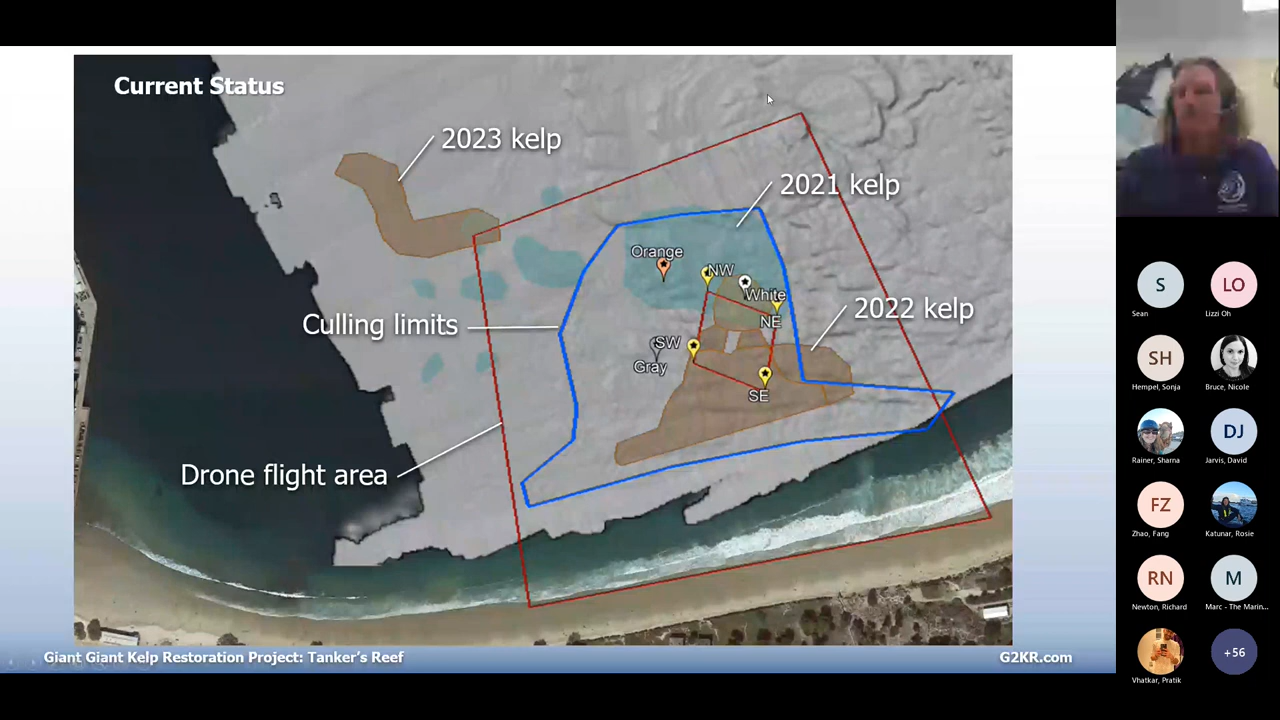 Current Status
2023 kelp
2021 kelp
Orange
NW
White
2022 kelp
Culling limits
NE
SW
Gray
SE
Drone flight area
Giant Giant Kelp Restoration Project: Tanker's Reef
G2KR.com
S
LO
Sean
Lizzi Oh
SH
Hempel, Sonja
Bruce, Nicole
DJ
Rainer, Sharna
Jarvis, David
FZ
Zhao, Fang
Katunar, Rosie
RN
M
Newton, Richard
Marc - The Marin...
+56
Vhatkar, Pratik